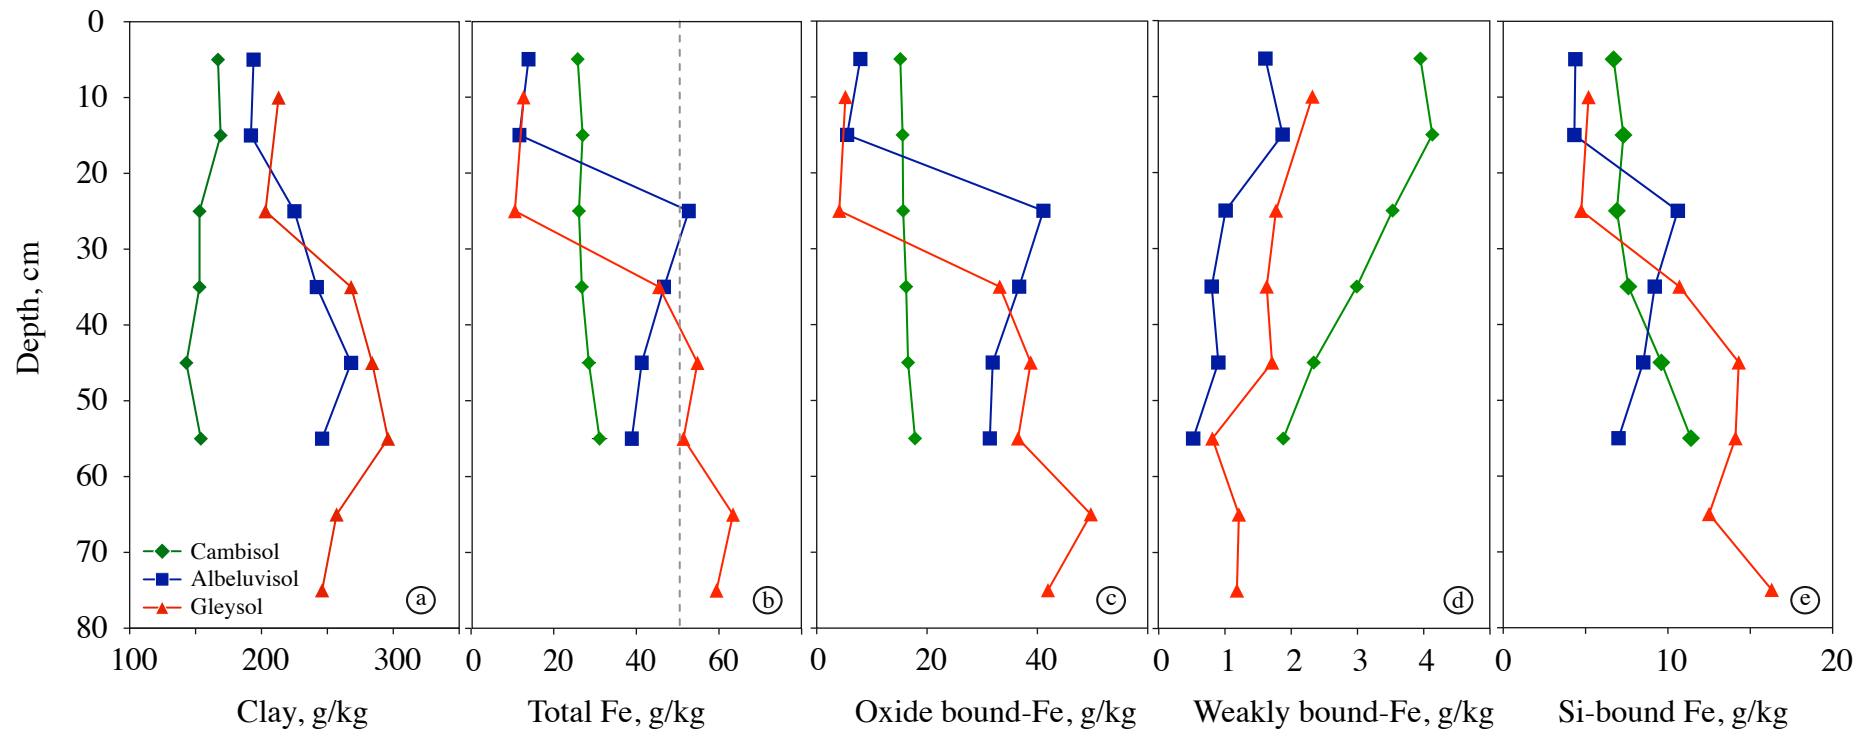 0
10
20
30
40
50
60
70
80
Depth, cm
Cambisol
Albeluvisol
Gleysol
a
b
c
d
e
100 200 300
0 20 40 60
0 20 40
0 1 2 3 4
0 10 20
Clay, g/kg
Total Fe, g/kg
Oxide bound-Fe, g/kg
Weakly bound-Fe, g/kg
Si-bound Fe, g/kg